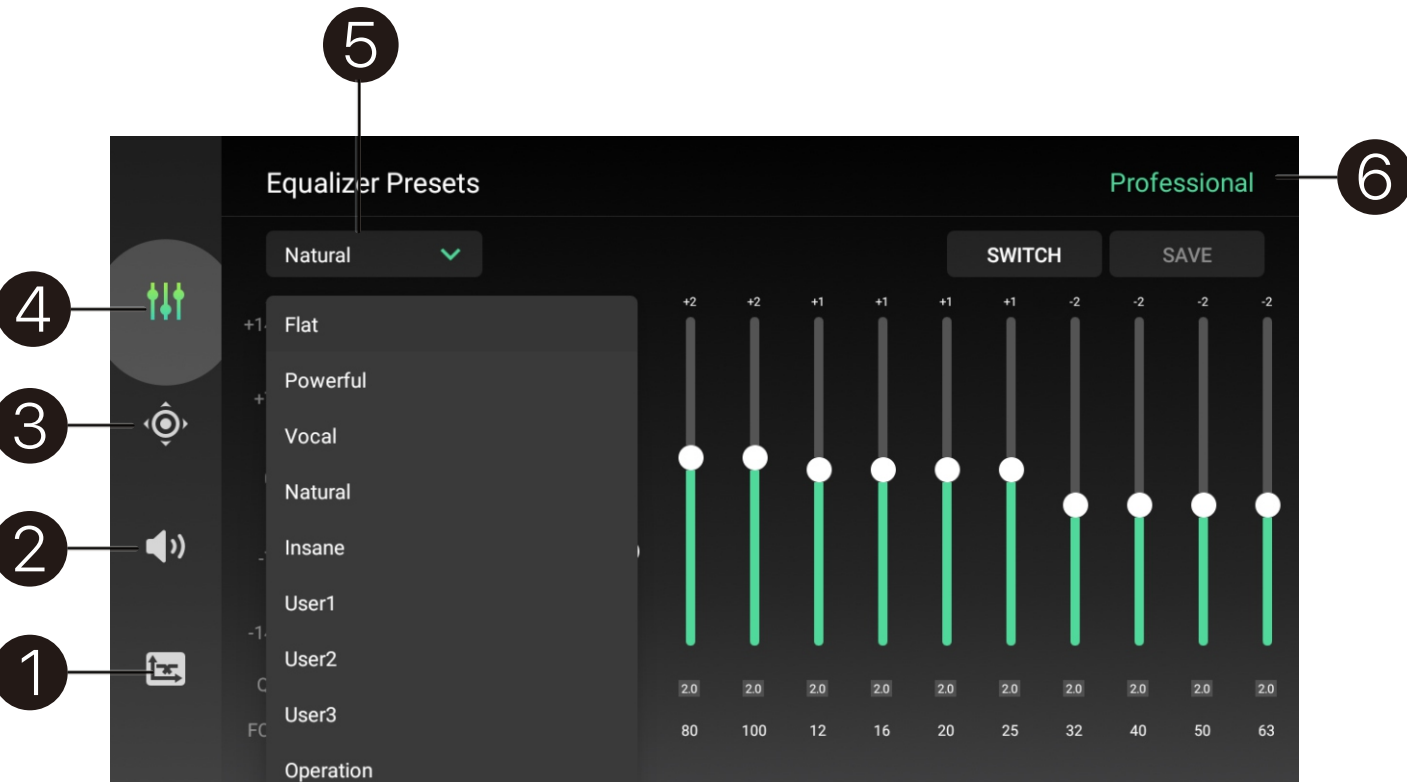 5
Equalizer Presets
Professional
6
Natural
SWITCH
SAVE
4
+2 +2 +1 +1 +1 +1 -2 -2 -2 -2
Flat
Powerful
3
Vocal
Natural
2
Insane
User1
User2
1
2.0 2.0 2.0 2.0 2.0 2.0 2.0 2.0 2.0 2.0
User3
80 100 12 16 20 25 32 40 50 63
Operation